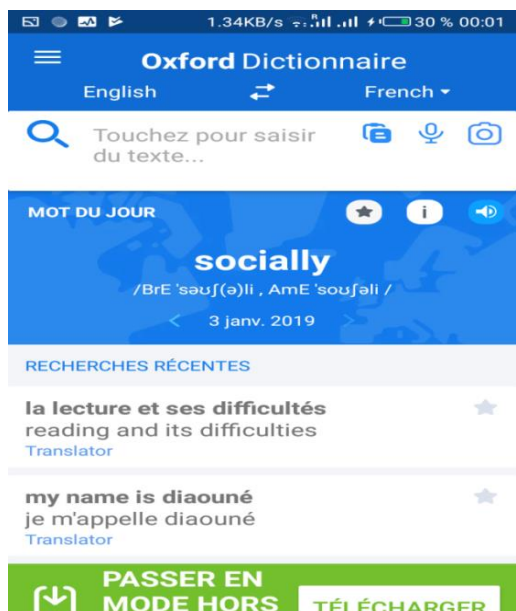 1.34KB/s 30 % 00:01
Oxford Dictionnaire
English French
Touchez pour saisir
du texte...
MOT DU JOUR
i
socially
/BrE 'səʊʃ(ə)li , AmE 'soʊʃəli /
< 3 janv. 2019 >
RECHERCHES RÉCENTES
la lecture et ses difficultés
reading and its difficulties
Translator
my name is diaouné
je m'appelle diaouné
Translator
PASSER EN
MODE HORS
TÉLÉCHARGER